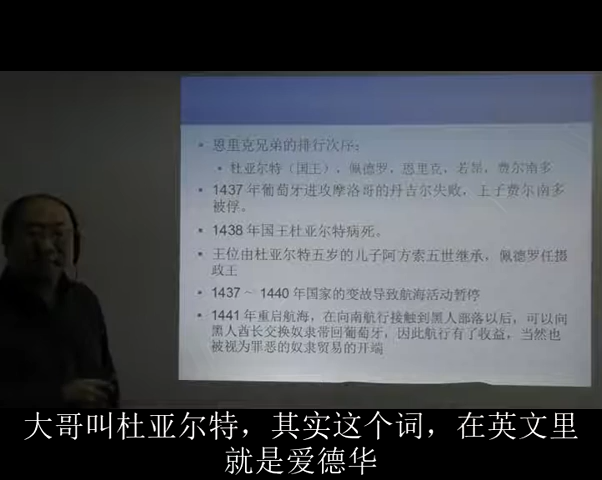 恩里克兄弟的排行次序：
杜亚尔特（国王），佩德罗，恩里克，若昂，费尔南多
1437 年葡萄牙进攻摩洛哥的丹吉尔失败，王子费尔南多
被俘。
1438 年国王杜亚尔特病死。
王位由杜亚尔特五岁的儿子阿方索五世继承，佩德罗任摄
政王
1437 ~ 1440 年国家的变故导致航海活动暂停
1441 年重启航海，在向南航行接触到黑人部落以后，可以向
黑人酋长交换奴隶带回葡萄牙，因此航行有了收益，当然也
被视为罪恶的奴隶贸易的开端
大哥叫杜亚尔特，其实这个词，在英文里
就是爱德华